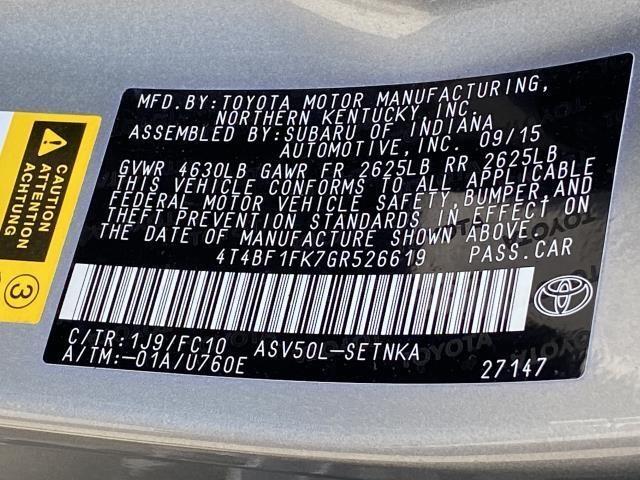 MFD.BY:TOYOTA MOTOR MANUFACTURING,
NORTHERN KENTUCKY, INC.
ASSEMBLED BY:SUBARU OF INDIANA
AUTOMOTIVE, INC. 09/15
GVWR 4630LB GAWR FR 2625LB RR 2625LB
THIS VEHICLE CONFORMS TO ALL APPLICABLE
FEDERAL MOTOR VEHICLE SAFETY,BUMPER,AND
THEFT PREVENTION STANDARDS IN EFFECT ON
THE DATE OF MANUFACTURE SHOWN ABOVE.
4T4BF1FK7GR526619 PASS.CAR
C/TR:1J9/FC10 ASV50L-SETNKA
A/TM:-01A/U760E 27147
TOYOTA
CAUTION
ATTENTION
ACHTUNG
3